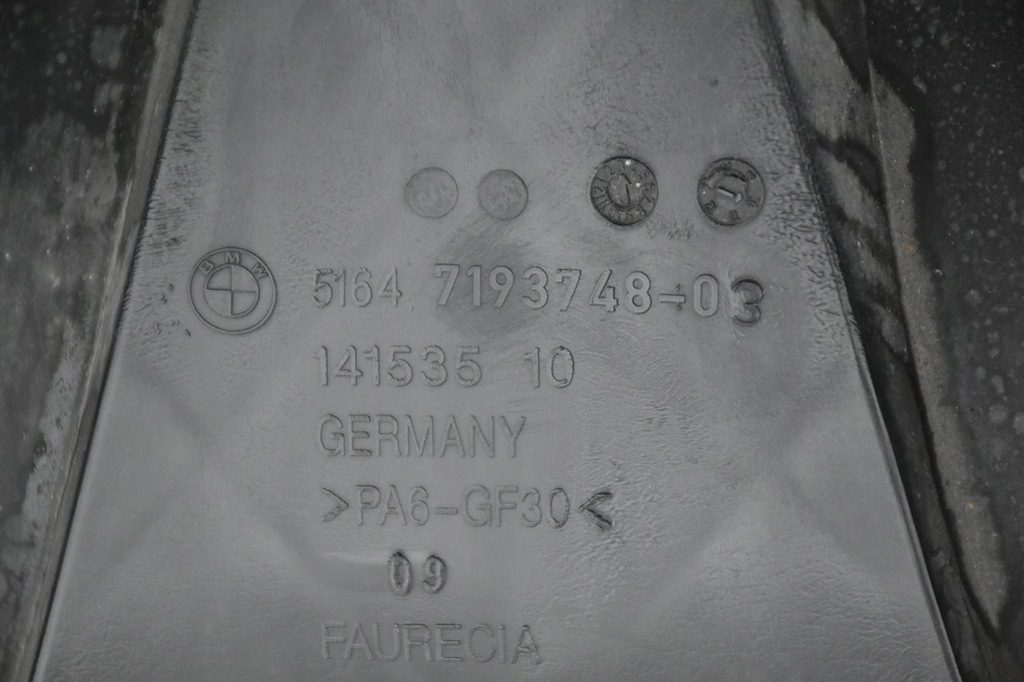 BMW
5164 7193748-03
141535 10
GERMANY
>PA6-GF30<
09
FAURECIA